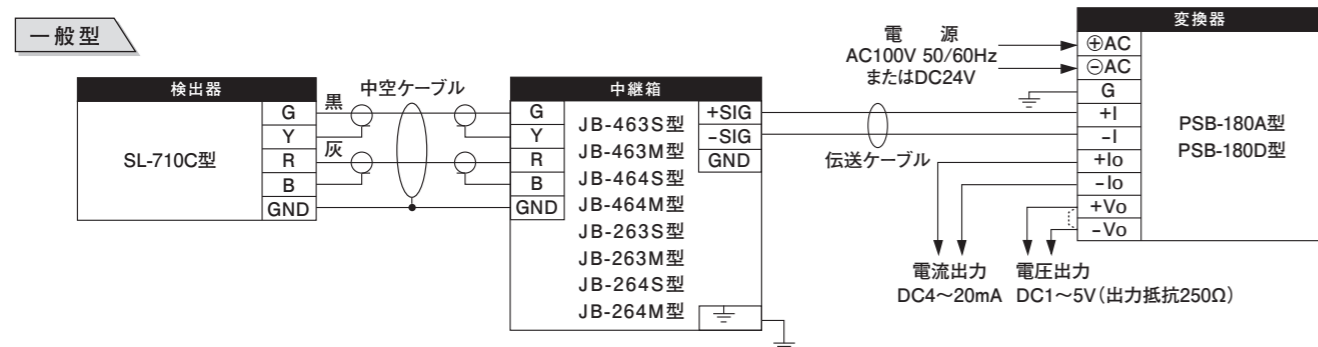 一般型
検出器
SL-710C型
G
Y
R
B
GND
黒
灰
中空ケーブル
中継箱
G
Y
R
B
GND
JB-463S型
JB-463M型
JB-464S型
JB-464M型
JB-263S型
JB-263M型
JB-264S型
JB-264M型
+SIG
−SIG
GND
伝送ケーブル
電　源
AC100V 50/60Hz
またはDC24V
変換器
⊕AC
⊖AC
G
+I
−I
+Io
−Io
+Vo
−Vo
PSB-180A型
PSB-180D型
電流出力
DC4〜20mA
電圧出力
DC1〜5V（出力抵抗250Ω）